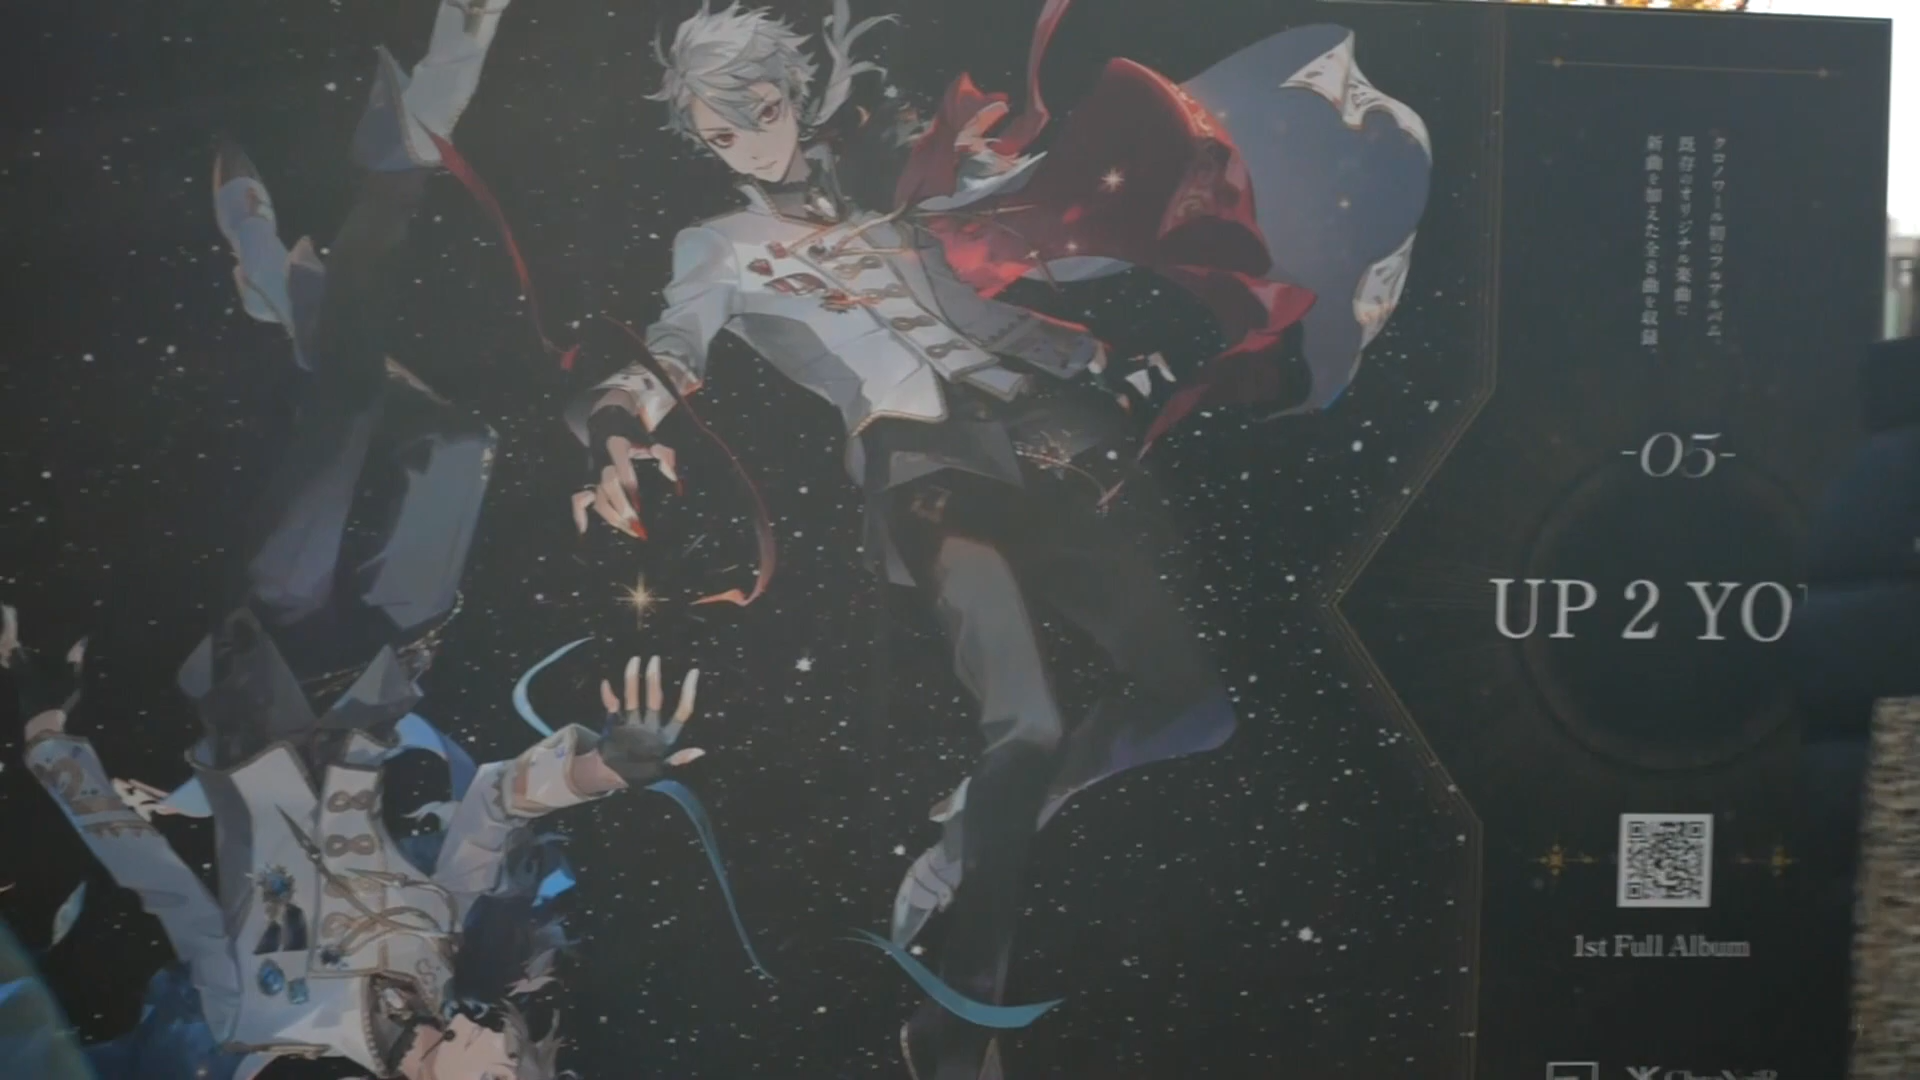 クロノワール初のフルアルバム、
既存のオリジナル楽曲に
新曲を加えた全8曲を収録。
-05-
UP 2 YO
1st Full Album